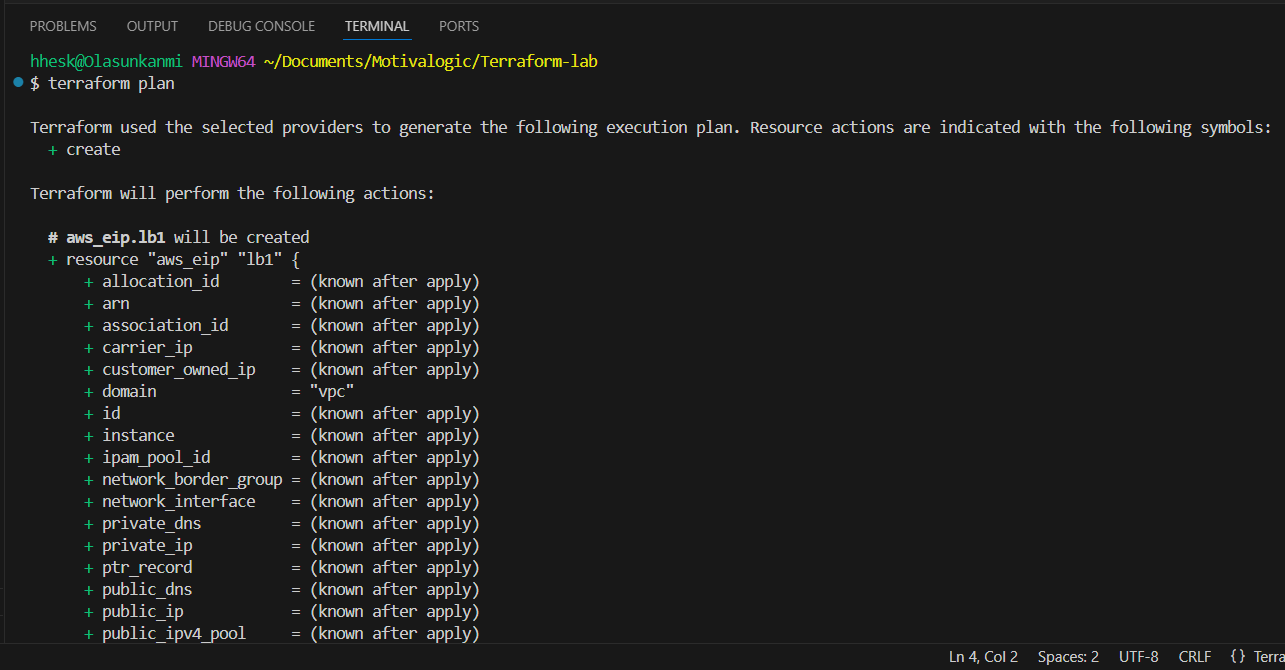 PROBLEMS OUTPUT DEBUG CONSOLE TERMINAL PORTS
hhesk@Olasunkanmi MINGW64 ~/Documents/Motivalogic/Terraform-lab
$ terraform plan
Terraform used the selected providers to generate the following execution plan. Resource actions are indicated with the following symbols:
  + create
Terraform will perform the following actions:
  # aws_eip.lb1 will be created
  + resource "aws_eip" "lb1" {
      + allocation_id        = (known after apply)
      + arn                  = (known after apply)
      + association_id       = (known after apply)
      + carrier_ip           = (known after apply)
      + customer_owned_ip    = (known after apply)
      + domain               = "vpc"
      + id                   = (known after apply)
      + instance             = (known after apply)
      + ipam_pool_id         = (known after apply)
      + network_border_group = (known after apply)
      + network_interface    = (known after apply)
      + private_dns          = (known after apply)
      + private_ip           = (known after apply)
      + ptr_record           = (known after apply)
      + public_dns           = (known after apply)
      + public_ip            = (known after apply)
      + public_ipv4_pool     = (known after apply)
Ln 4, Col 2 Spaces: 2 UTF-8 CRLF {} Terra